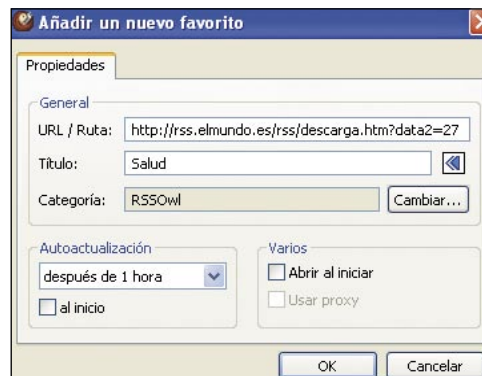 Añadir un nuevo favorito
Propiedades
General
URL / Ruta: http://rss.elmundo.es/rss/descarga.htm?data2=27
Título: Salud
Categoría: RSSOwl Cambiar...
Autoactualización
después de 1 hora
al inicio
Varios
Abrir al iniciar
Usar proxy
OK Cancelar